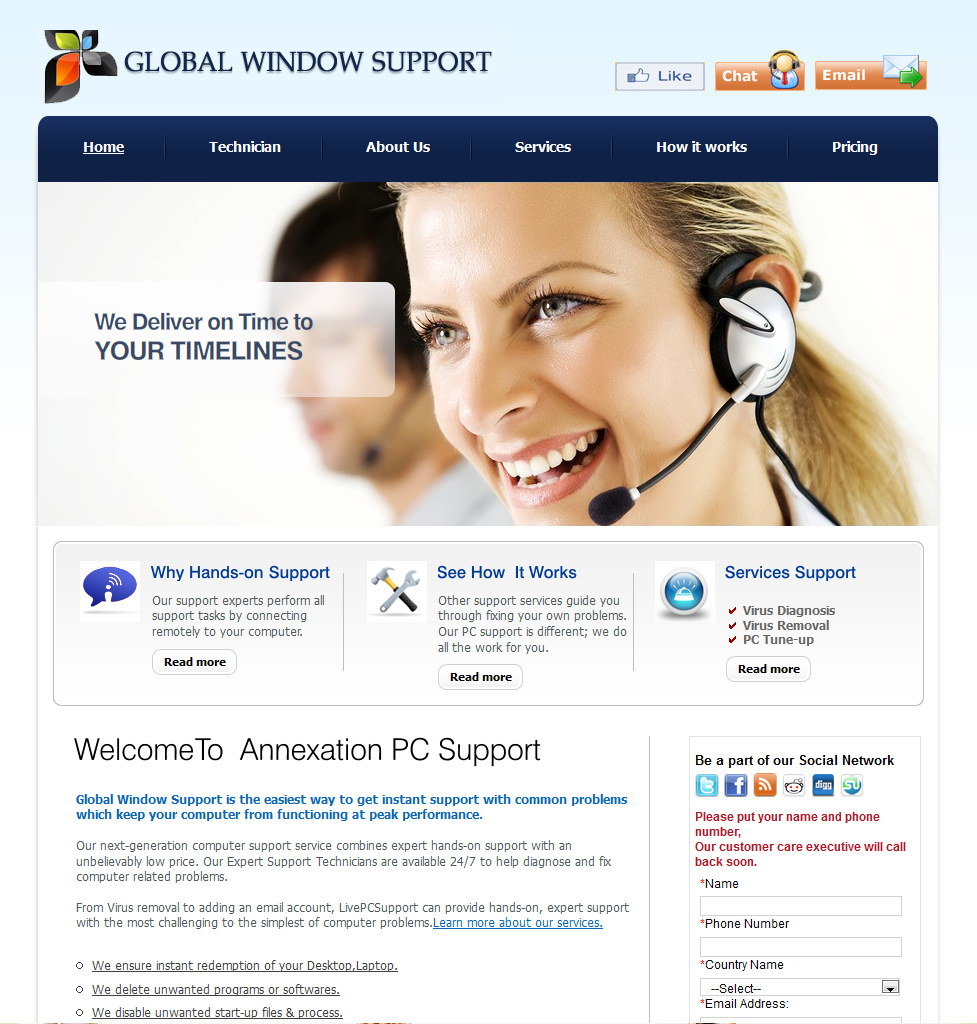 GLOBAL WINDOW SUPPORT
Like
Chat
Email
Home
Technician
About Us
Services
How it works
Pricing
We Deliver on Time to
YOUR TIMELINES
Why Hands-on Support
Our support experts perform all
support tasks by connecting
remotely to your computer.
Read more
See How It Works
Other support services guide you
through fixing your own problems.
Our PC support is different; we do
all the work for you.
Read more
Services Support
Virus Diagnosis
Virus Removal
PC Tune-up
Read more
WelcomeTo Annexation PC Support
Global Window Support is the easiest way to get instant support with common problems
which keep your computer from functioning at peak performance.
Our next-generation computer support service combines expert hands-on support with an
unbelievably low price. Our Expert Support Technicians are available 24/7 to help diagnose and fix
computer related problems.
From Virus removal to adding an email account, LivePCSupport can provide hands-on, expert support
with the most challenging to the simplest of computer problems.Learn more about our services.
We ensure instant redemption of your Desktop,Laptop.
We delete unwanted programs or softwares.
We disable unwanted start-up files & process.
Be a part of our Social Network
digg
Please put your name and phone
number,
Our customer care executive will call
back soon.
*Name
*Phone Number
*Country Name
--Select--
*Email Address: